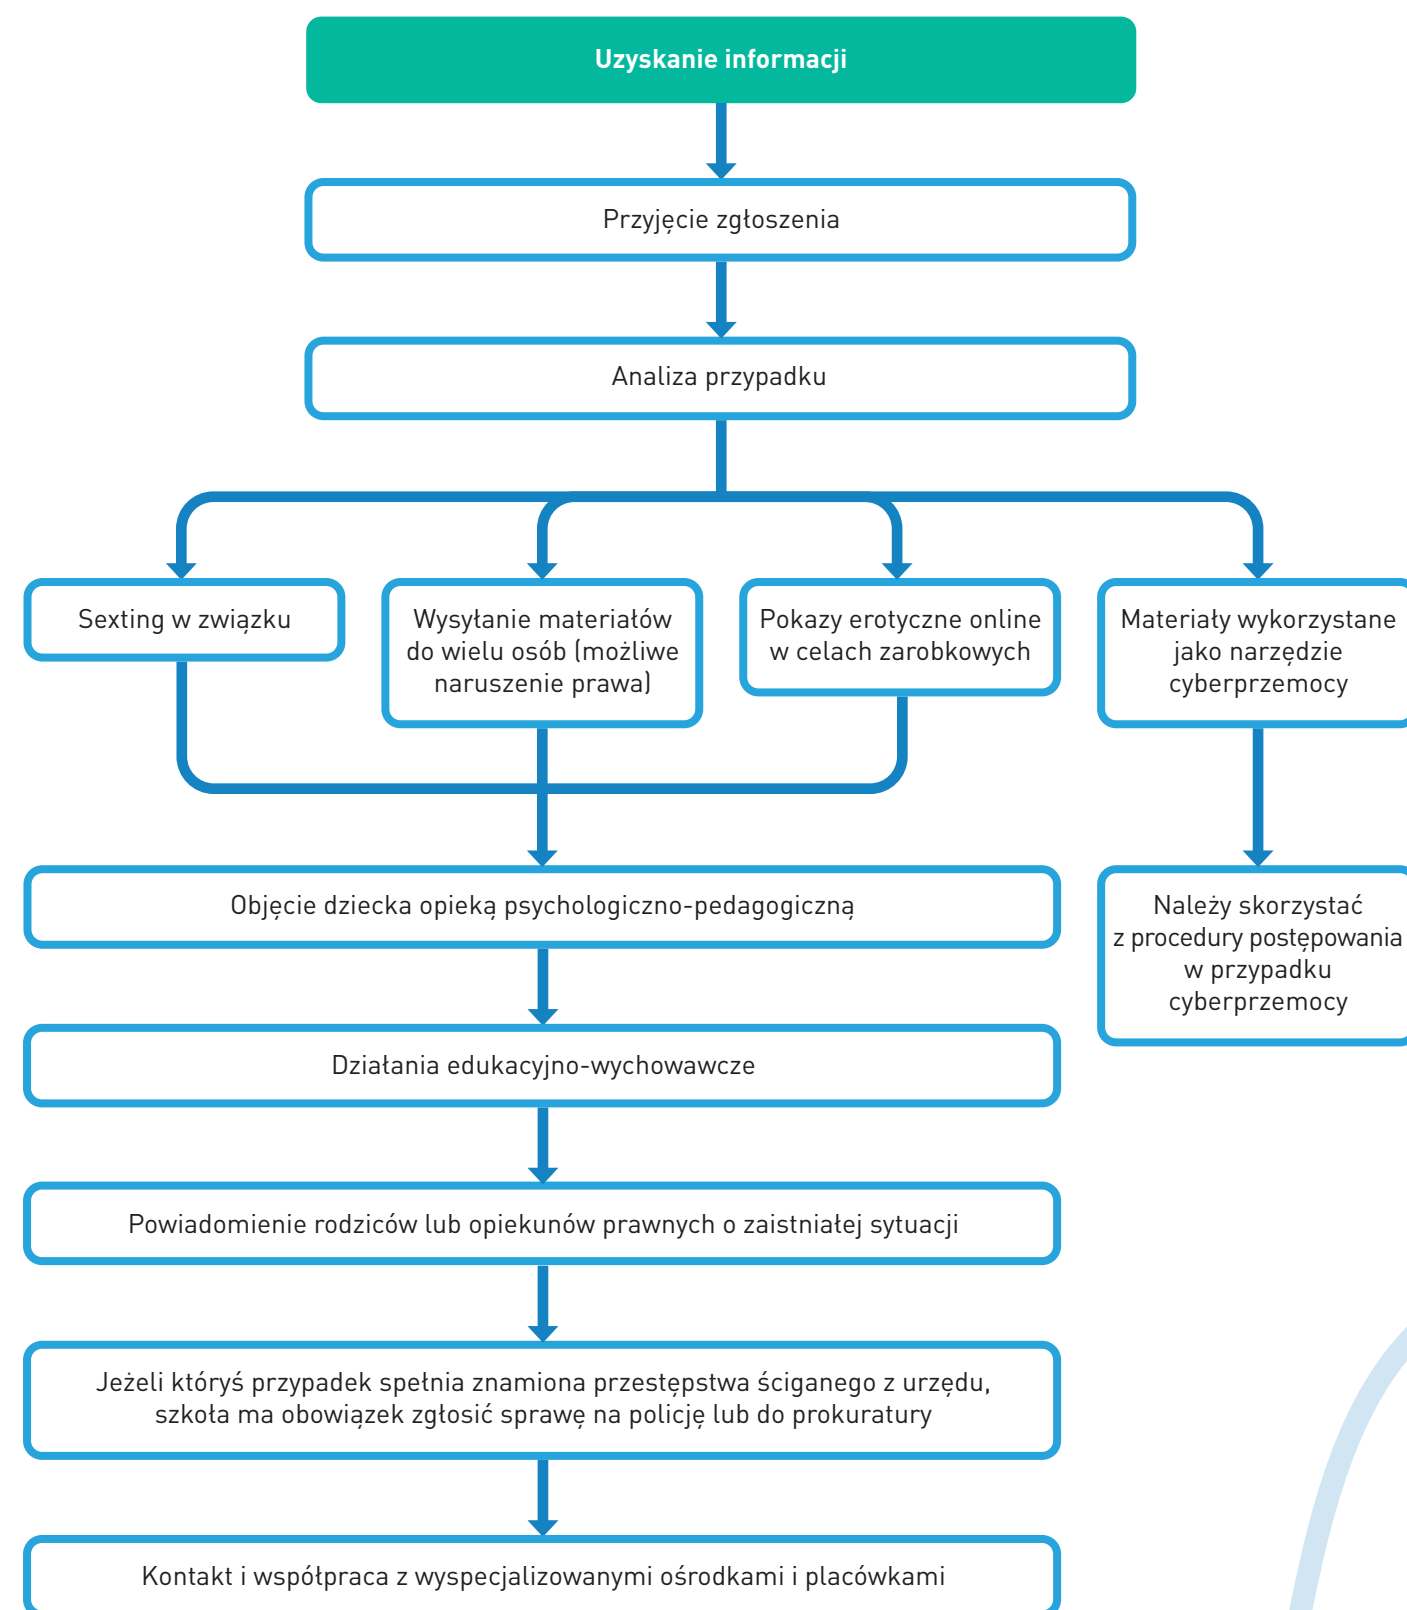 Uzyskanie informacji
Przyjęcie zgłoszenia
Analiza przypadku
Sexting w związku
Wysyłanie materiałów
do wielu osób (możliwe
naruszenie prawa)
Pokazy erotyczne online
w celach zarobkowych
Materiały wykorzystane
jako narzędzie
cyberprzemocy
Objęcie dziecka opieką psychologiczno-pedagogiczną
Należy skorzystać
z procedury postępowania
w przypadku
cyberprzemocy
Działania edukacyjno-wychowawcze
Powiadomienie rodziców lub opiekunów prawnych o zaistniałej sytuacji
Jeżeli któryś przypadek spełnia znamiona przestępstwa ściganego z urzędu,
szkoła ma obowiązek zgłosić sprawę na policję lub do prokuratury
Kontakt i współpraca z wyspecjalizowanymi ośrodkami i placówkami